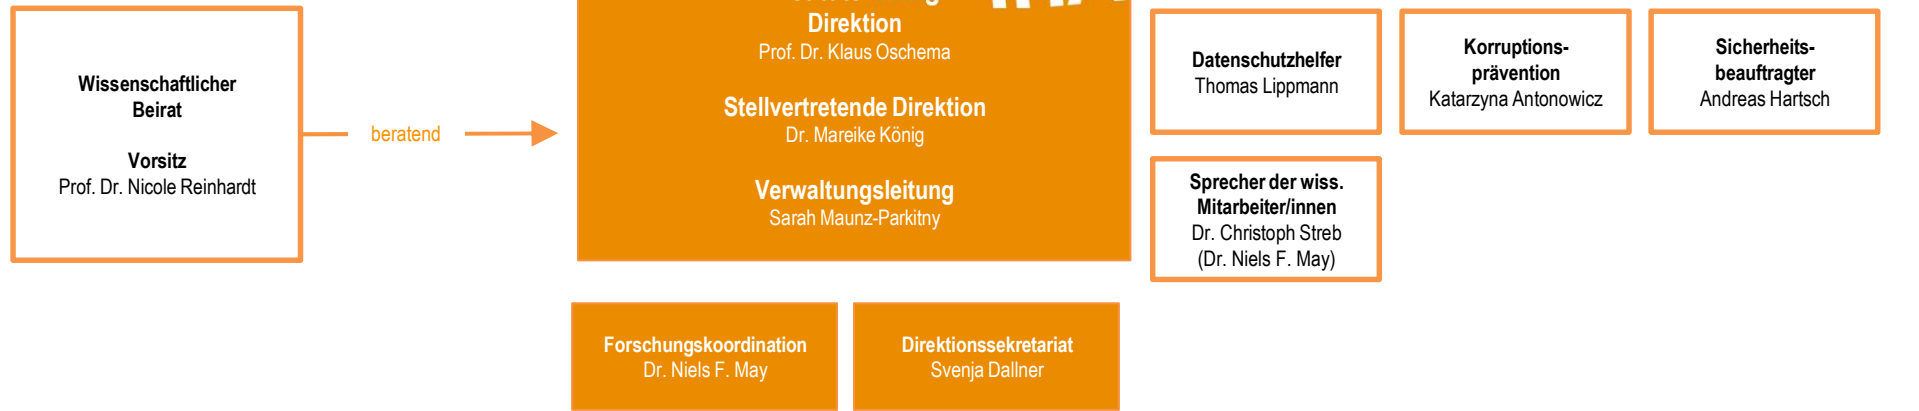 Wissenschaftlicher
Beirat
Vorsitz
Prof. Dr. Nicole Reinhardt
beratend
Direktion
Prof. Dr. Klaus Oschema
Stellvertretende Direktion
Dr. Mareike König
Verwaltungsleitung
Sarah Maunz-Parkitny
Datenschutzhelfer
Thomas Lippmann
Korruptions-
prävention
Katarzyna Antonowicz
Sicherheits-
beauftragter
Andreas Hartsch
Sprecher der wiss.
Mitarbeiter/innen
Dr. Christoph Streb
(Dr. Niels F. May)
Forschungskoordination
Dr. Niels F. May
Direktionssekretariat
Svenja Dallner